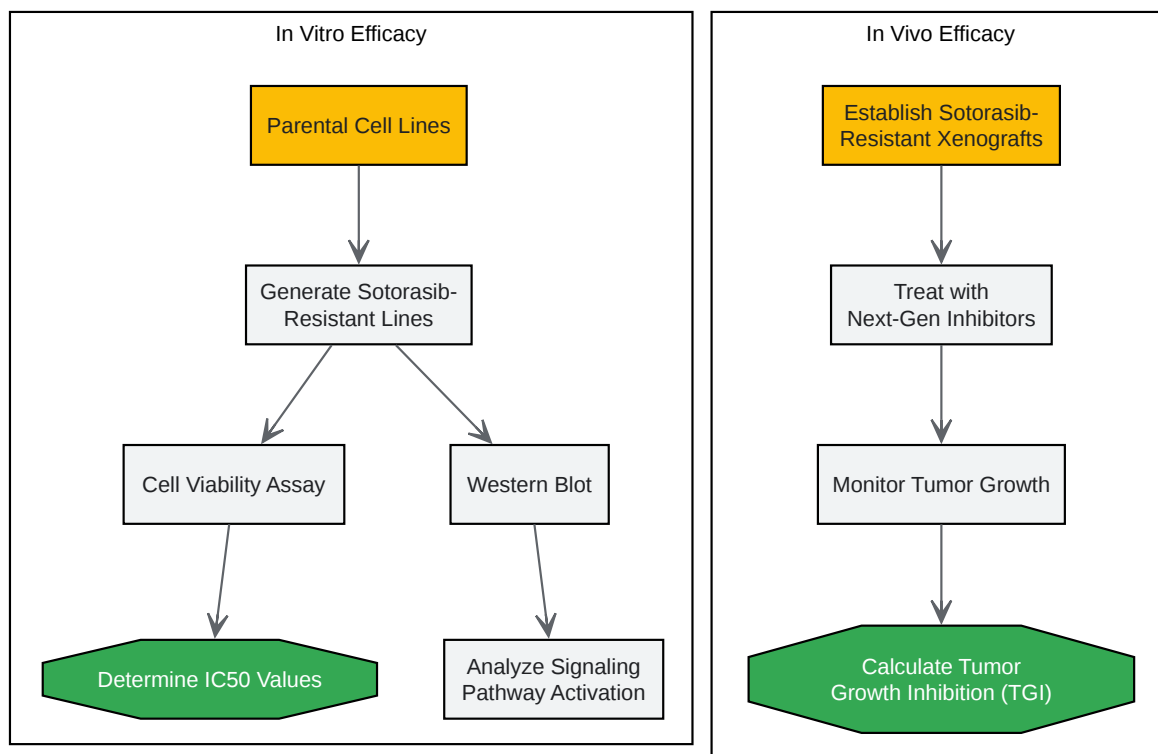 In Vitro Efficacy
Parental Cell Lines
Generate Sotorasib-
Resistant Lines
Cell Viability Assay
Western Blot
Determine IC50 Values
Analyze Signaling
Pathway Activation
In Vivo Efficacy
Establish Sotorasib-
Resistant Xenografts
Treat with
Next-Gen Inhibitors
Monitor Tumor Growth
Calculate Tumor
Growth Inhibition (TGI)